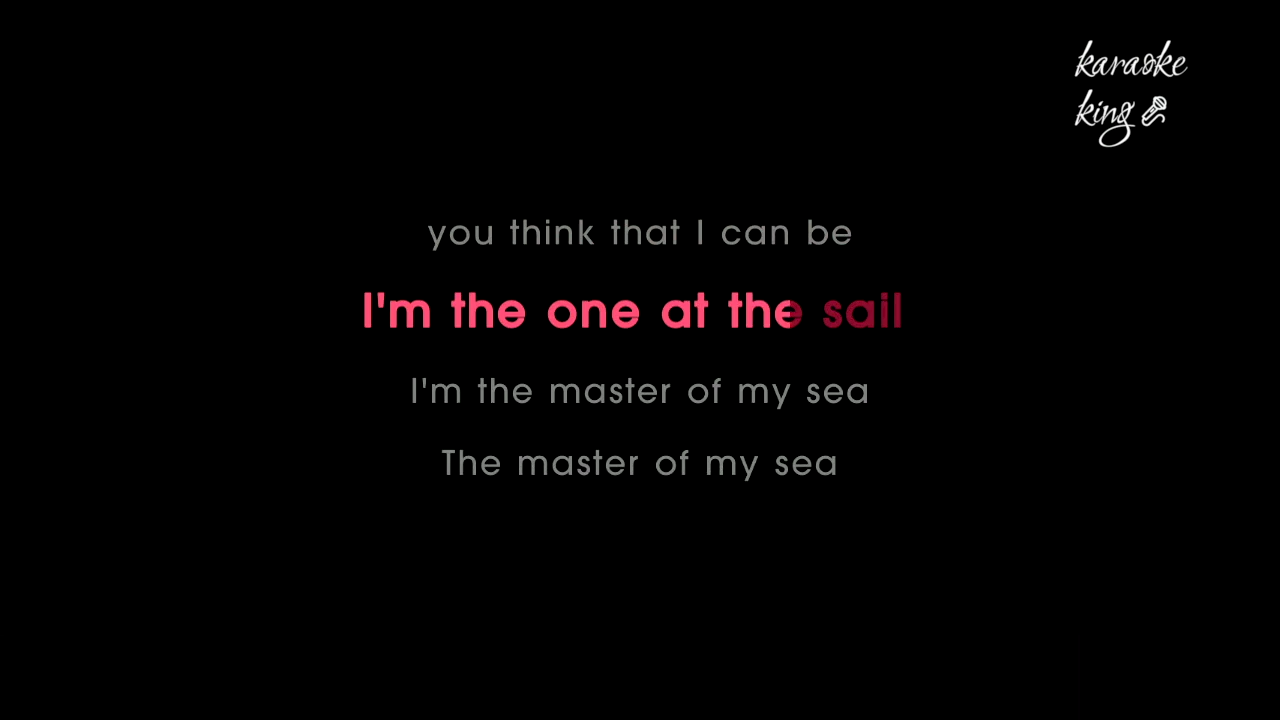 karaoke
king
you think that I can be
I'm the one at the sail
I'm the master of my sea
The master of my sea